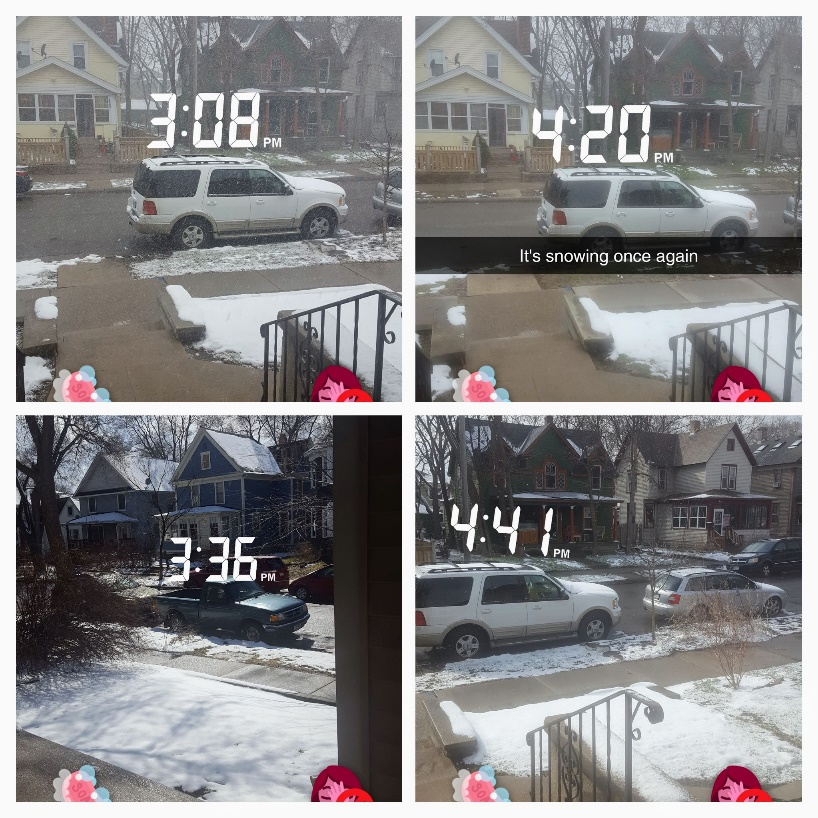 3:08 PM
4:20 PM
It's snowing once again
3:36 PM
4:41 PM